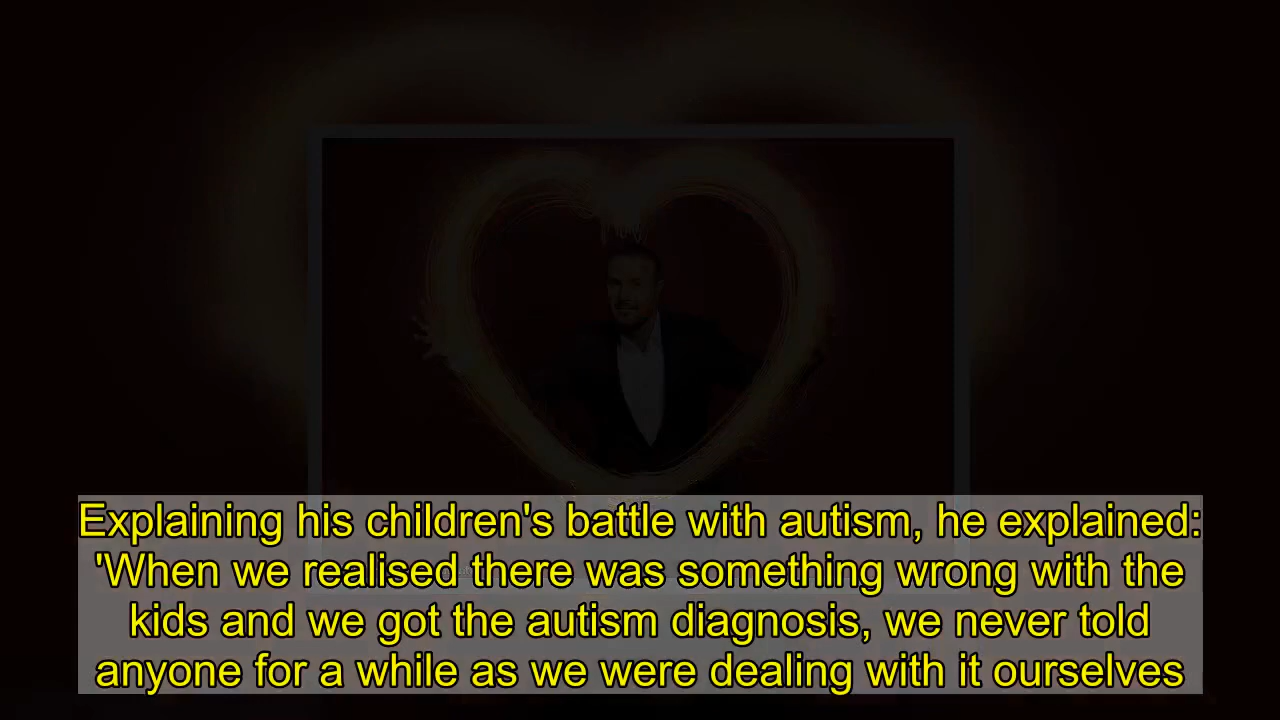 Explaining his children's battle with autism, he explained:
'When we realised there was something wrong with the
kids and we got the autism diagnosis, we never told
anyone for a while as we were dealing with it ourselves